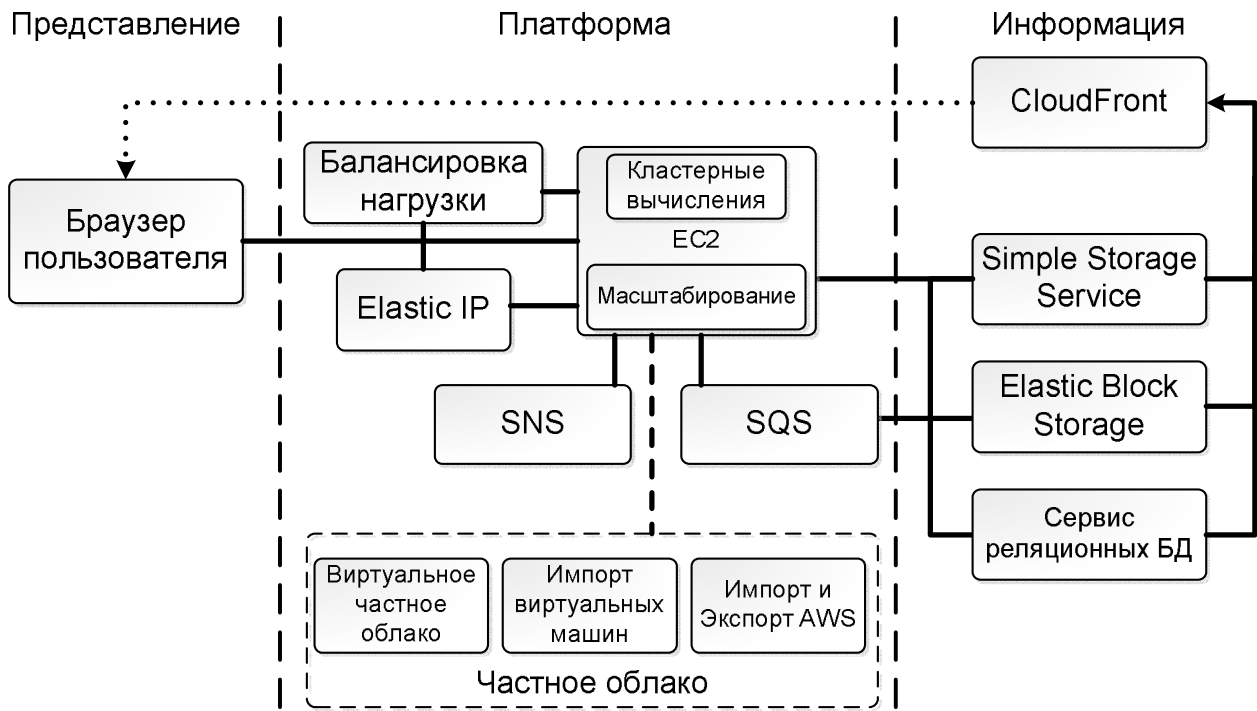 Представление
Платформа
Информация
CloudFront
Балансировка
нагрузки
Кластерные
вычисления
EC2
Масштабирование
Браузер
пользователя
Elastic IP
Simple Storage
Service
SNS
SQS
Elastic Block
Storage
Сервис
реляционных БД
Виртуальное
частное
облако
Импорт
виртуальных
машин
Импорт и
Экспорт AWS
Частное облако